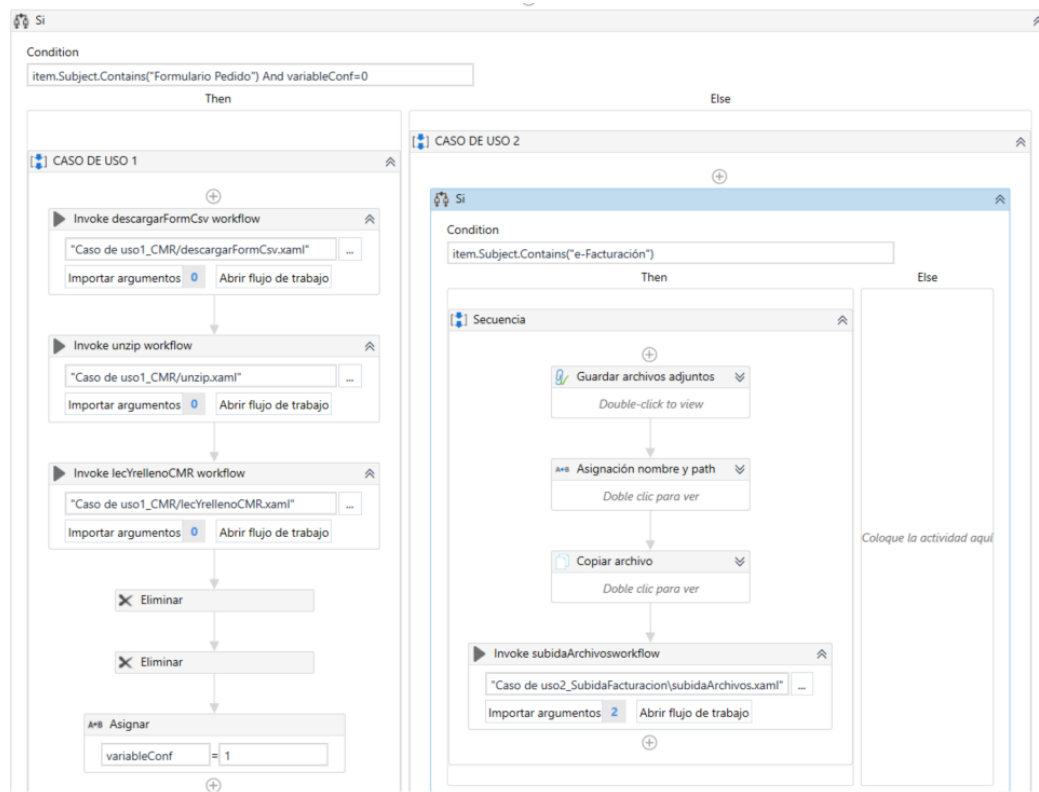 Si
Condition
item.Subject.Contains("Formulario Pedido") And variableConf=0
Then
Else
CASO DE USO 1
Invoke descargarFormCsv workflow
"Caso de uso1_CMR/descargarFormCsv.xaml"
...
Importar argumentos 0 Abrir flujo de trabajo
Invoke unzip workflow
"Caso de uso1_CMR/unzip.xaml"
...
Importar argumentos 0 Abrir flujo de trabajo
Invoke lecYrellenoCMR workflow
"Caso de uso1_CMR/lecYrellenoCMR.xaml"
...
Importar argumentos 0 Abrir flujo de trabajo
Eliminar
Eliminar
A*B Asignar
variableConf = 1
CASO DE USO 2
Si
Condition
item.Subject.Contains("e-Facturación")
Then
Else
Secuencia
Guardar archivos adjuntos
Double-click to view
A*B Asignación nombre y path
Doble clic para ver
Copiar archivo
Doble clic para ver
Invoke subidaArchivosworkflow
"Caso de uso2_SubidaFacturacion\subidaArchivos.xaml"
...
Importar argumentos 2 Abrir flujo de trabajo
Coloque la actividad aquí